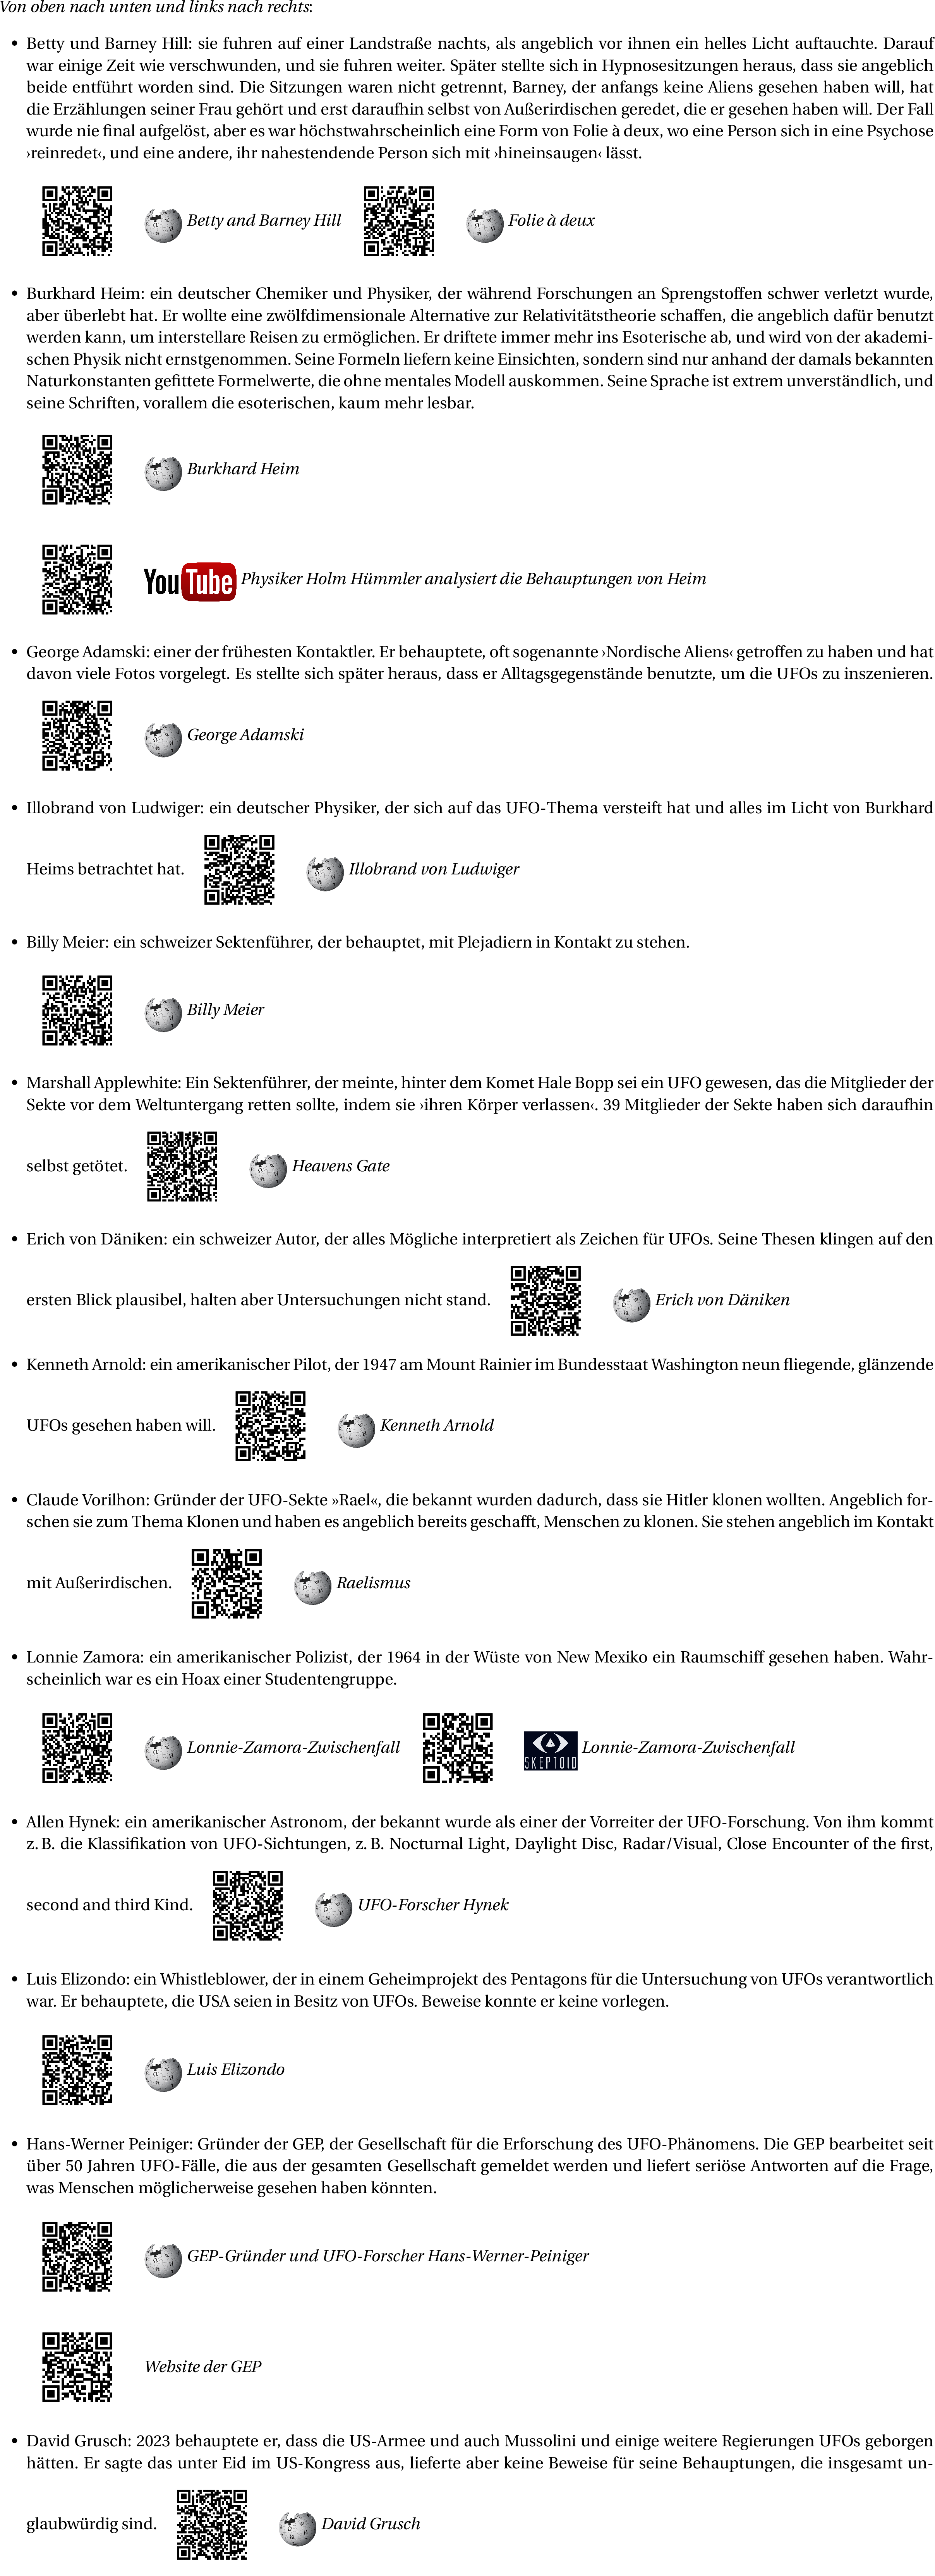 Von oben nach unten und links nach rechts:
• Betty und Barney Hill: sie fuhren auf einer Landstraße nachts, als angeblich vor ihnen ein helles Licht auftauchte. Darauf
war einige Zeit wie verschwunden, und sie fuhren weiter. Später stellte sich in Hypnosesitzungen heraus, dass sie angeblich
beide entführt worden sind. Die Sitzungen waren nicht getrennt, Barney, der anfangs keine Aliens gesehen haben will, hat
die Erzählungen seiner Frau gehört und erst daraufhin selbst von Außerirdischen geredet, die er gesehen haben will. Der Fall
wurde nie final aufgelöst, aber es war höchstwahrscheinlich eine Form von Folie à deux, wo eine Person sich in eine Psychose
›reinredet‹, und eine andere, ihr nahestendende Person sich mit ›hineinsaugen‹ lässt.
Betty and Barney Hill Folie à deux
• Burkhard Heim: ein deutscher Chemiker und Physiker, der während Forschungen an Sprengstoffen schwer verletzt wurde,
aber überlebt hat. Er wollte eine zwölfdimensionale Alternative zur Relativitätstheorie schaffen, die angeblich dafür benutzt
werden kann, um interstellare Reisen zu ermöglichen. Er driftete immer mehr ins Esoterische ab, und wird von der akademi-
schen Physik nicht ernstgenommen. Seine Formeln liefern keine Einsichten, sondern sind nur anhand der damals bekannten
Naturkonstanten gefittete Formelwerte, die ohne mentales Modell auskommen. Seine Sprache ist extrem unverständlich, und
seine Schriften, vorallem die esoterischen, kaum mehr lesbar.
Burkhard Heim
YouTube Physiker Holm Hümmler analysiert die Behauptungen von Heim
• George Adamski: einer der frühesten Kontaktler. Er behauptete, oft sogenannte ›Nordische Aliens‹ getroffen zu haben und hat
davon viele Fotos vorgelegt. Es stellte sich später heraus, dass er Alltagsgegenstände benutzte, um die UFOs zu inszenieren.
George Adamski
• Illobrand von Ludwiger: ein deutscher Physiker, der sich auf das UFO-Thema versteift hat und alles im Licht von Burkhard
Heims betrachtet hat. Illobrand von Ludwiger
• Billy Meier: ein schweizer Sektenführer, der behauptet, mit Plejadiern in Kontakt zu stehen.
Billy Meier
• Marshall Applewhite: Ein Sektenführer, der meinte, hinter dem Komet Hale Bopp sei ein UFO gewesen, das die Mitglieder der
Sekte vor dem Weltuntergang retten sollte, indem sie ›ihren Körper verlassen‹. 39 Mitglieder der Sekte haben sich daraufhin
selbst getötet. Heavens Gate
• Erich von Däniken: ein schweizer Autor, der alles Mögliche interpretiert als Zeichen für UFOs. Seine Thesen klingen auf den
ersten Blick plausibel, halten aber Untersuchungen nicht stand. Erich von Däniken
• Kenneth Arnold: ein amerikanischer Pilot, der 1947 am Mount Rainier im Bundesstaat Washington neun fliegende, glänzende
UFOs gesehen haben will. Kenneth Arnold
• Claude Vorilhon: Gründer der UFO-Sekte »Rael«, die bekannt wurden dadurch, dass sie Hitler klonen wollten. Angeblich for-
schen sie zum Thema Klonen und haben es angeblich bereits geschafft, Menschen zu klonen. Sie stehen angeblich im Kontakt
mit Außerirdischen. Raelismus
• Lonnie Zamora: ein amerikanischer Polizist, der 1964 in der Wüste von New Mexiko ein Raumschiff gesehen haben. Wahr-
scheinlich war es ein Hoax einer Studentengruppe.
Lonnie-Zamora-Zwischenfall SKEPTOID Lonnie-Zamora-Zwischenfall
• Allen Hynek: ein amerikanischer Astronom, der bekannt wurde als einer der Vorreiter der UFO-Forschung. Von ihm kommt
z. B. die Klassifikation von UFO-Sichtungen, z. B. Nocturnal Light, Daylight Disc, Radar/Visual, Close Encounter of the first,
second and third Kind. UFO-Forscher Hynek
• Luis Elizondo: ein Whistleblower, der in einem Geheimprojekt des Pentagons für die Untersuchung von UFOs verantwortlich
war. Er behauptete, die USA seien in Besitz von UFOs. Beweise konnte er keine vorlegen.
Luis Elizondo
• Hans-Werner Peiniger: Gründer der GEP, der Gesellschaft für die Erforschung des UFO-Phänomens. Die GEP bearbeitet seit
über 50 Jahren UFO-Fälle, die aus der gesamten Gesellschaft gemeldet werden und liefert seriöse Antworten auf die Frage,
was Menschen möglicherweise gesehen haben könnten.
GEP-Gründer und UFO-Forscher Hans-Werner-Peiniger
Website der GEP
• David Grusch: 2023 behauptete er, dass die US-Armee und auch Mussolini und einige weitere Regierungen UFOs geborgen
hätten. Er sagte das unter Eid im US-Kongress aus, lieferte aber keine Beweise für seine Behauptungen, die insgesamt un-
glaubwürdig sind. David Grusch